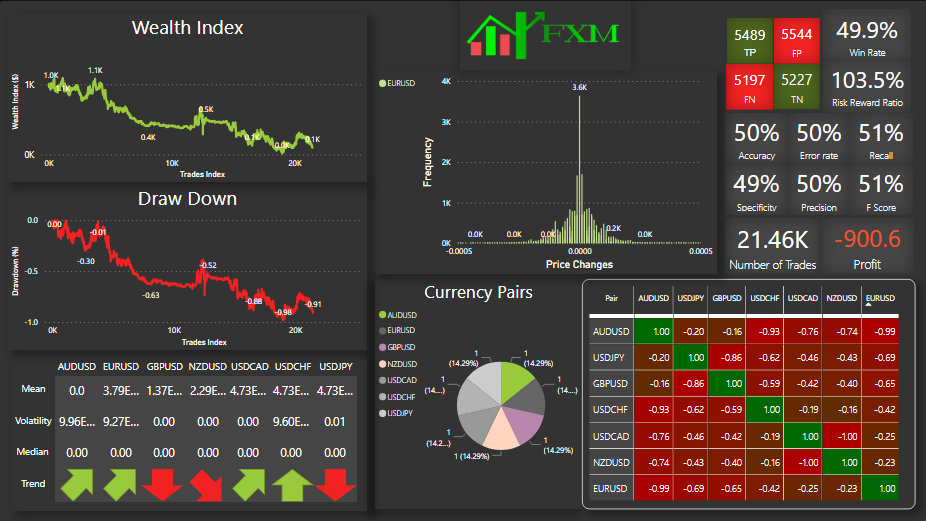 Wealth Index
Wealth Index($)
1K
0K
1.0K
1.1K
1.1K
0.4K
0.5K
0.1K
0.0K
0.1K
0K
10K
20K
Trades Index
Draw Down
Drawdown (%)
0.0
-0.5
-1.0
0.00
-0.01
-0.30
-0.63
-0.52
-0.88
-0.98
-0.91
0K
10K
20K
Trades Index
AUDUSD EURUSD GBPUSD NZDUSD USDCAD USDCHF USDJPY
Mean 0.0 3.79E... 1.37E... 2.29E... 4.73E... 4.73E... 4.73E...
Volatility 9.96E... 9.27E... 0.00 0.00 0.00 9.60E... 0.01
Median 0.00 0.00 0.00 0.00 0.00 0.00 0.00
Trend
FXM
EURUSD
Frequency
4K
3K
2K
1K
0K
3.6K
0.0K
0.0K
0.0K
0.2K
0.0K
-0.0005
0.0000
0.0005
Price Changes
Currency Pairs
AUDUSD
EURUSD
GBPUSD
NZDUSD
USDCAD
USDCHF
USDJPY
1
(14.29%)
1
(14....)
1
(14.29%)
1 (14.29%)
1
(14.2...)
1
(14....)
1
(14.29%)
5489
TP
5544
FP
5197
FN
5227
TN
49.9%
Win Rate
103.5%
Risk Reward Ratio
50%
Accuracy
50%
Error rate
51%
Recall
49%
Specificity
50%
Precision
51%
F Score
21.46K
Number of Trades
-900.6
Profit
Pair AUDUSD USDJPY GBPUSD USDCHF USDCAD NZDUSD EURUSD
AUDUSD 1.00 -0.20 -0.16 -0.93 -0.76 -0.74 -0.99
USDJPY -0.20 1.00 -0.86 -0.62 -0.46 -0.43 -0.69
GBPUSD -0.16 -0.86 1.00 -0.59 -0.42 -0.40 -0.65
USDCHF -0.93 -0.62 -0.59 1.00 -0.19 -0.16 -0.42
USDCAD -0.76 -0.46 -0.42 -0.19 1.00 -1.00 -0.25
NZDUSD -0.74 -0.43 -0.40 -0.16 -1.00 1.00 -0.23
EURUSD -0.99 -0.69 -0.65 -0.42 -0.25 -0.23 1.00